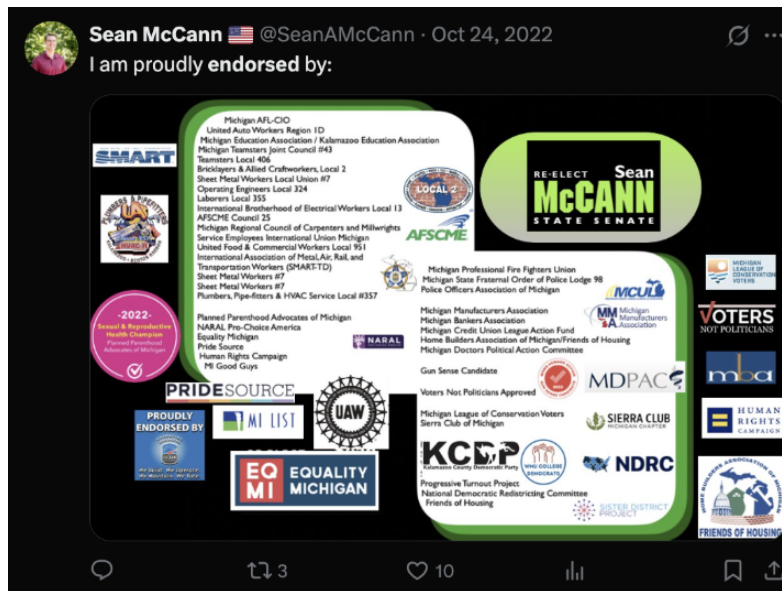 Sean McCann 🇺🇸 @SeanAMcCann · Oct 24, 2022
I am proudly endorsed by:
Michigan AFL-CIO
United Auto Workers Region 1D
Michigan Education Association / Kalamazoo Education Association
Michigan Teamsters Joint Council #43
Teamsters Local 406
Bricklayers & Allied Craftworkers, Local 2
Sheet Metal Workers Local Union #7
Operating Engineers Local 324
Laborers Local 355
International Brotherhood of Electrical Workers Local 13
AFSCME Council 25
Michigan Regional Council of Carpenters and Millwrights
Service Employees International Union Michigan
United Food & Commercial Workers Local 951
International Association of Metal, Air, Rail, and
Transportation Workers (SMART-TD)
Sheet Metal Workers #7
Sheet Metal Workers #7
Plumbers, Pipe-fitters & HVAC Service Local #357
Planned Parenthood Advocates of Michigan
NARAL Pro-Choice America
Equality Michigan
Pride Source
Human Rights Campaign
MI Good Guys
SMART
PLUMBERS & PIPEFITTERS
UA
HVAC-R
-2022-
Sexual & Reproductive
Health Champion
Planned Parenthood
Advocates of Michigan
LOCAL 2
AFSCME
NARAL
RE-ELECT Sean
McCANN
STATE SENATE
Michigan Professional Fire Fighters Union
Michigan State Fraternal Order of Police Lodge 98
Police Officers Association of Michigan
Michigan Manufacturers Association
Michigan Bankers Association
Michigan Credit Union League Action Fund
Home Builders Association of Michigan/Friends of Housing
Michigan Doctors Political Action Committee
Gun Sense Candidate
Voters Not Politicians Approved
Michigan League of Conservation Voters
Sierra Club of Michigan
MCUL
MMA
Michigan
Manufacturers
Association
MDPAC
SIERRA CLUB
MICHIGAN CHAPTER
KCDP
Kalamazoo County Democratic Party
WMU COLLEGE
DEMOCRATS
NDRC
Progressive Turnout Project
National Democratic Redistricting Committee
Friends of Housing
SISTER DISTRICT
PROJECT
MICHIGAN
LEAGUE OF
CONSERVATION
VOTERS
VOTERS
NOT POLITICIANS
mba
HUMAN
RIGHTS
CAMPAIGN
HOME BUILDERS ASSOCIATION OF MICHIGAN
FRIENDS OF HOUSING
PRIDESOURCE
PROUDLY
ENDORSED BY
MI LIST
UAW
EQ
MI
EQUALITY
MICHIGAN
3
10